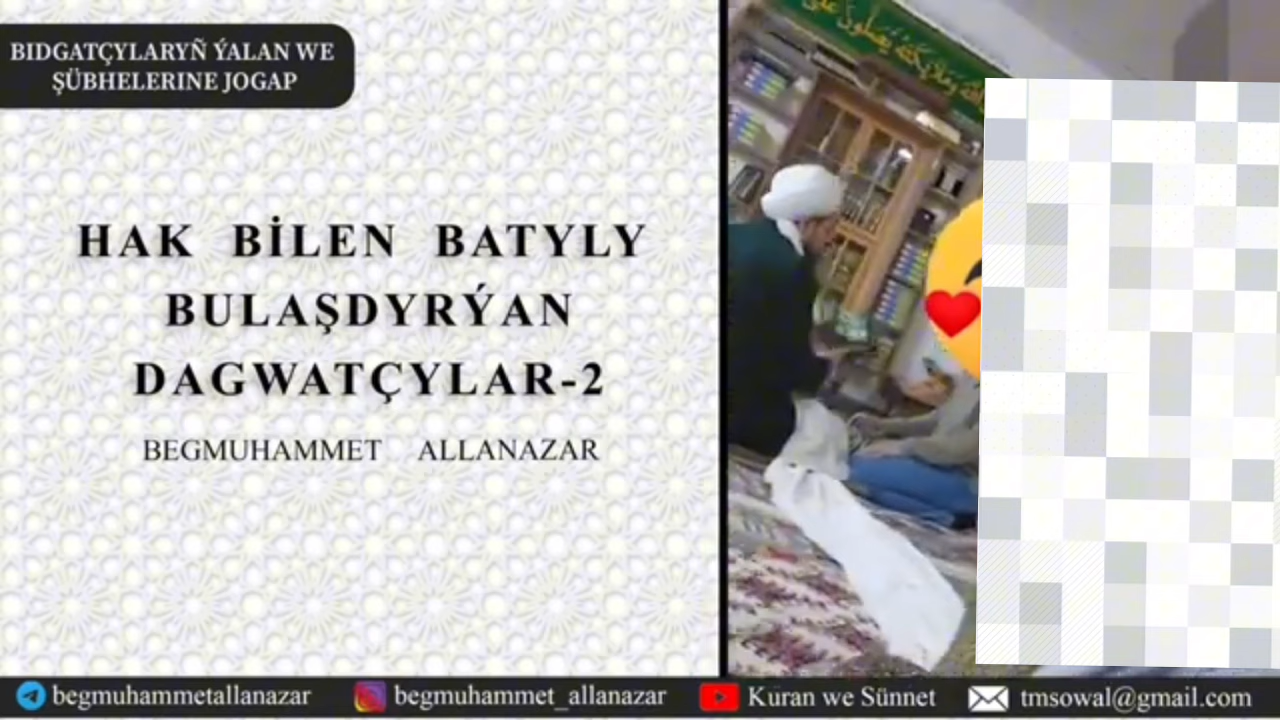 BIDGATÇYLARYÑ ÝALAN WE
ŞÜBHELERINE JOGAP
HAK BİLEN BATYLY
BULAŞDYRÝAN
DAGWATÇYLAR-2
BEGMUHAMMET ALLANAZAR
begmuhammetallanazar
begmuhammet_allanazar
Kuran we Sünnet
tmsowal@gmail.com